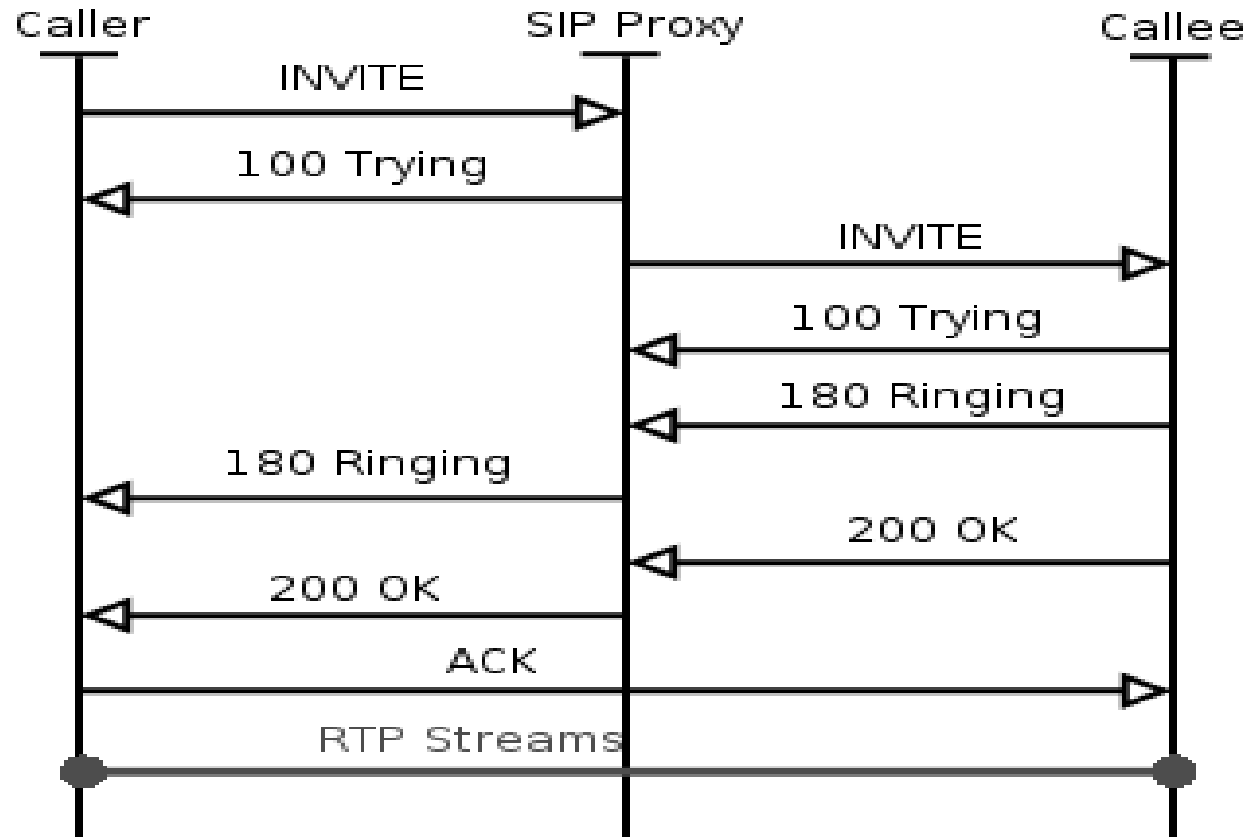 Caller
SIP Proxy
Callee
INVITE
100 Trying
INVITE
100 Trying
180 Ringing
180 Ringing
200 OK
200 OK
ACK
RTP Streams